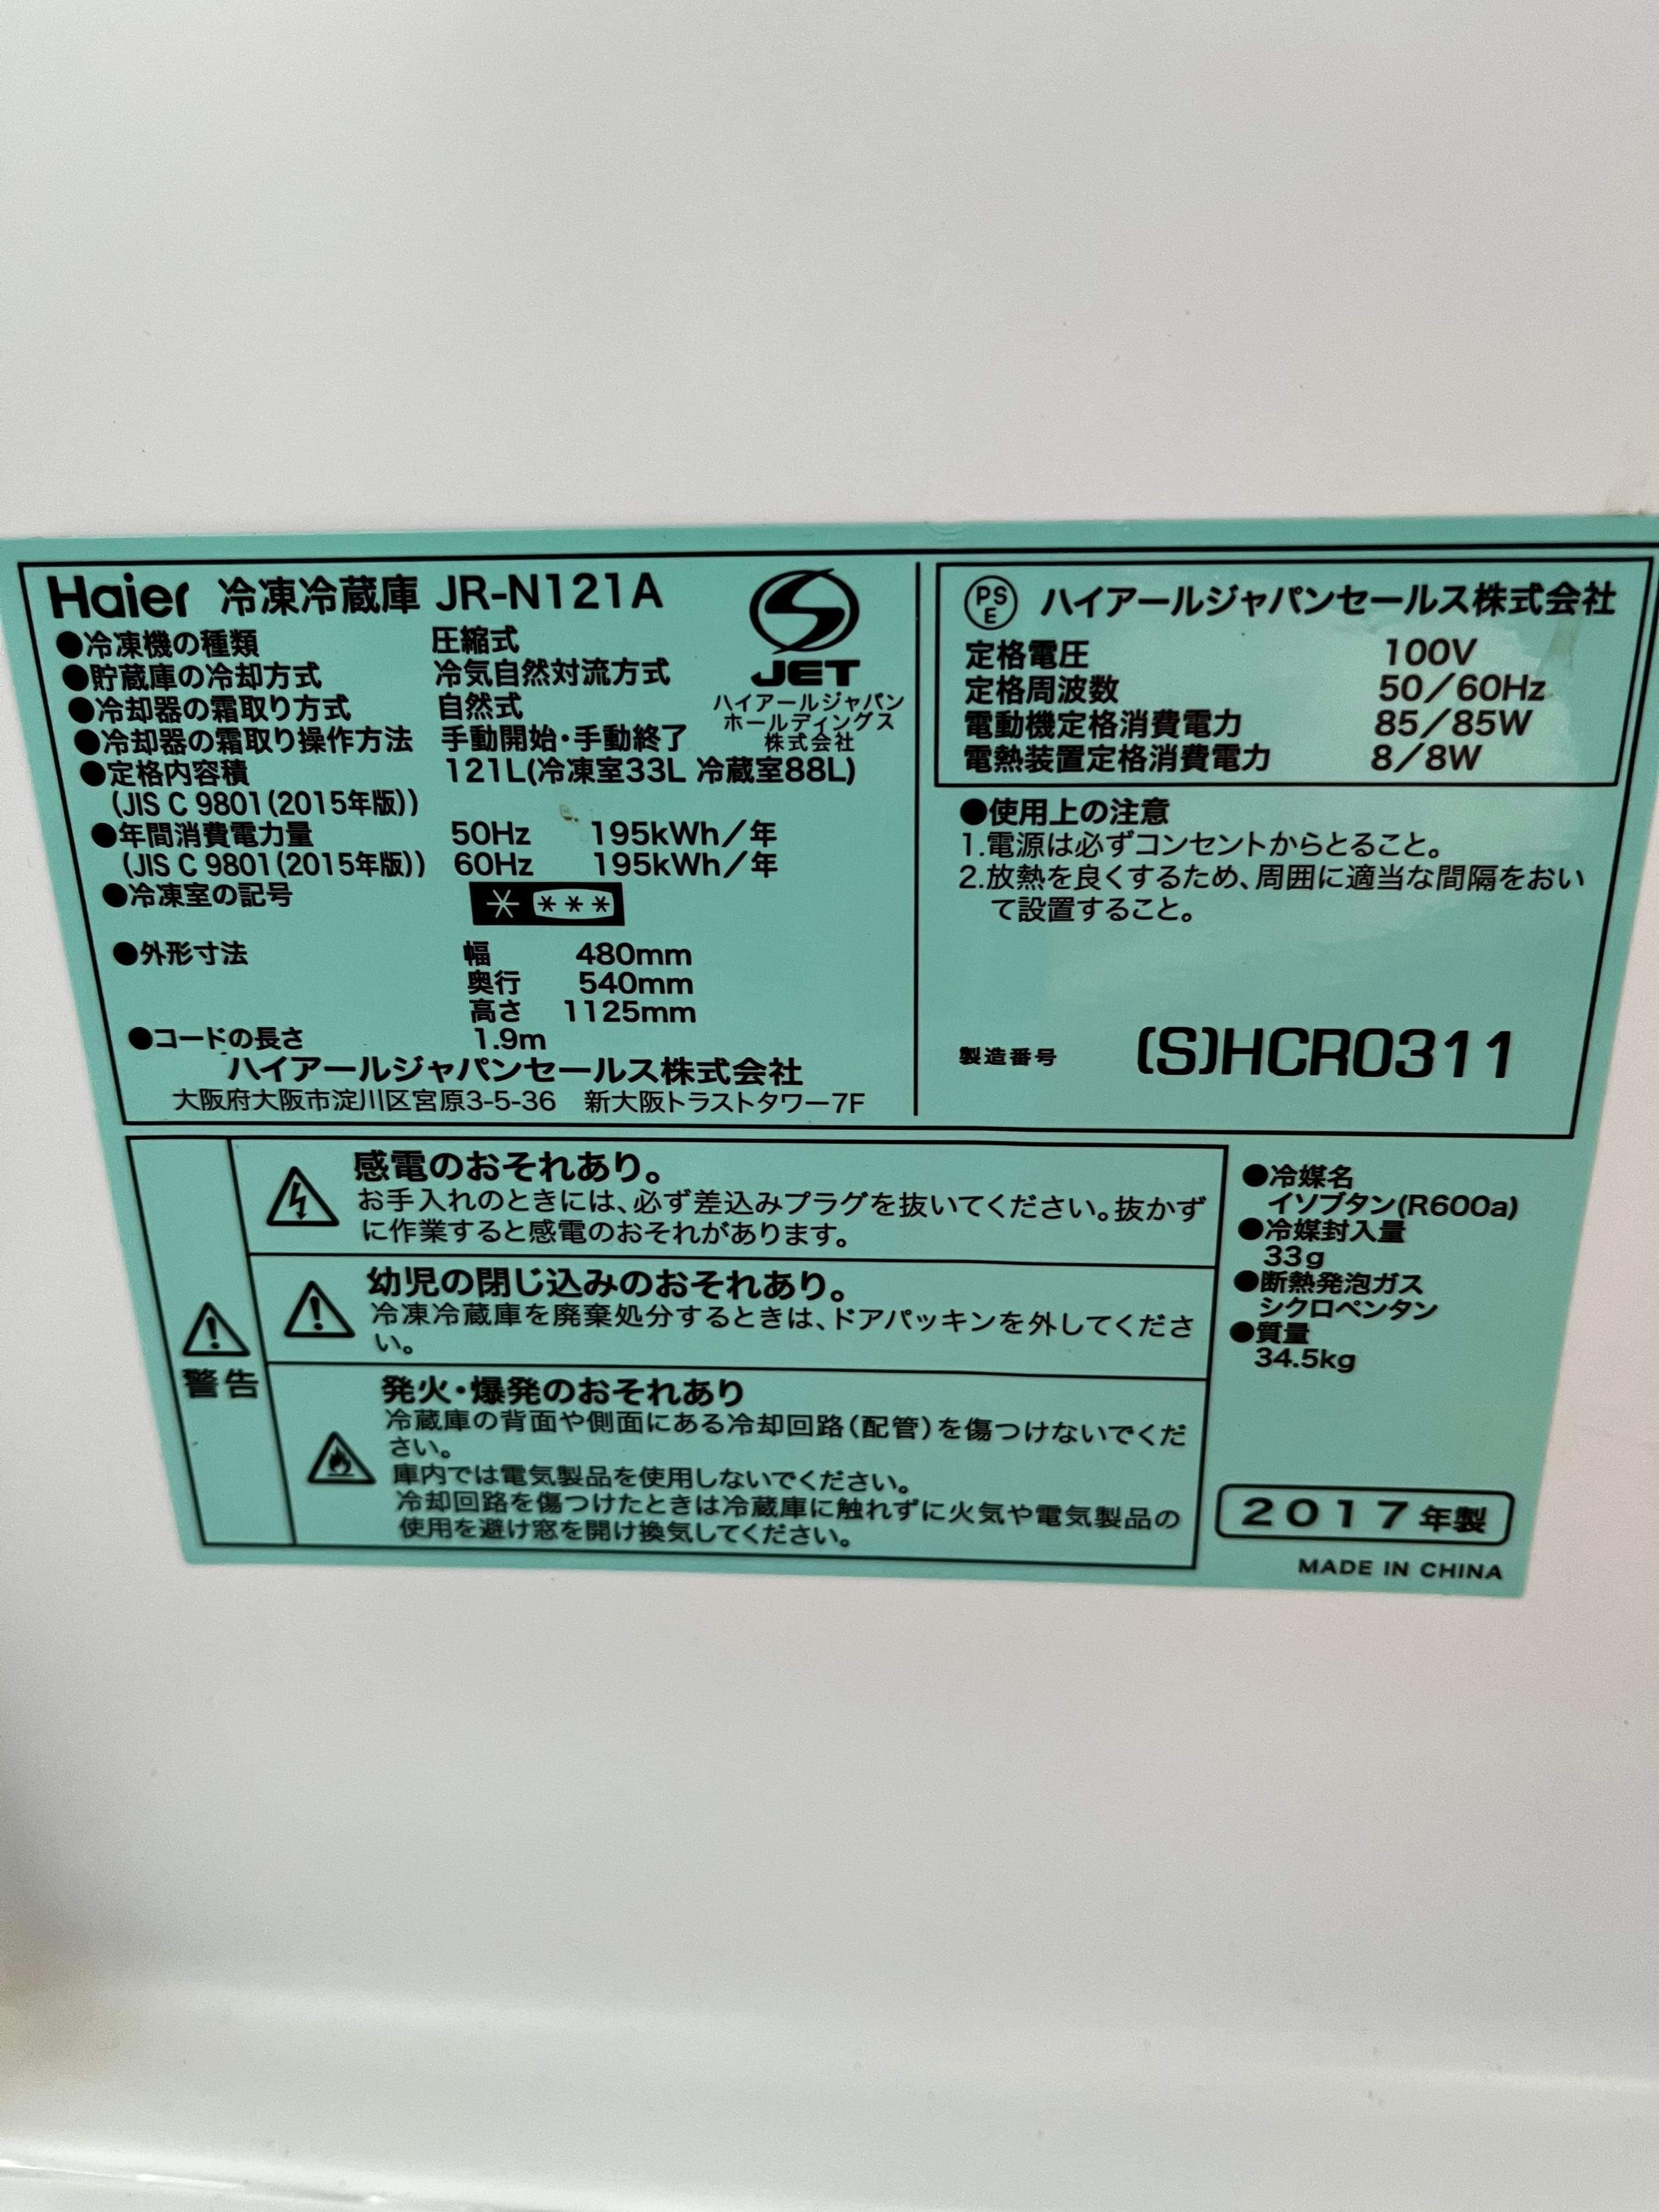 Haier 冷凍冷蔵庫 JR-N121A
●冷凍機の種類 圧縮式
●貯蔵庫の冷却方式 冷気自然対流方式
●冷却器の霜取り方式 自然式
●冷却器の霜取り操作方法 手動開始・手動終了
●定格内容積 121L(冷凍室33L 冷蔵室88L)
(JIS C 9801(2015年版))
●年間消費電力量 50Hz 195kWh/年
(JIS C 9801(2015年版)) 60Hz 195kWh/年
●冷凍室の記号 * ***
●外形寸法 幅 480mm
奥行 540mm
高さ 1125mm
●コードの長さ 1.9m
ハイアールジャパンセールス株式会社
大阪府大阪市淀川区宮原3-5-36 新大阪トラストタワー7F
JET
ハイアールジャパン
ホールディングス
株式会社
PS
E
ハイアールジャパンセールス株式会社
定格電圧 100V
定格周波数 50/60Hz
電動機定格消費電力 85/85W
電熱装置定格消費電力 8/8W
●使用上の注意
1.電源は必ずコンセントからとること。
2.放熱を良くするため、周囲に適当な間隔をおい
て設置すること。
製造番号 (S)HCR0311
警告
感電のおそれあり。
お手入れのときには、必ず差込みプラグを抜いてください。抜かず
に作業すると感電のおそれがあります。
幼児の閉じ込みのおそれあり。
冷凍冷蔵庫を廃棄処分するときは、ドアパッキンを外してくださ
い。
発火・爆発のおそれあり
冷蔵庫の背面や側面にある冷却回路(配管)を傷つけないでくだ
さい。
庫内では電気製品を使用しないでください。
冷却回路を傷つけたときは冷蔵庫に触れずに火気や電気製品の
使用を避け窓を開け換気してください。
●冷媒名
イソブタン(R600a)
●冷媒封入量
33g
●断熱発泡ガス
シクロペンタン
●質量
34.5kg
2017年製
MADE IN CHINA